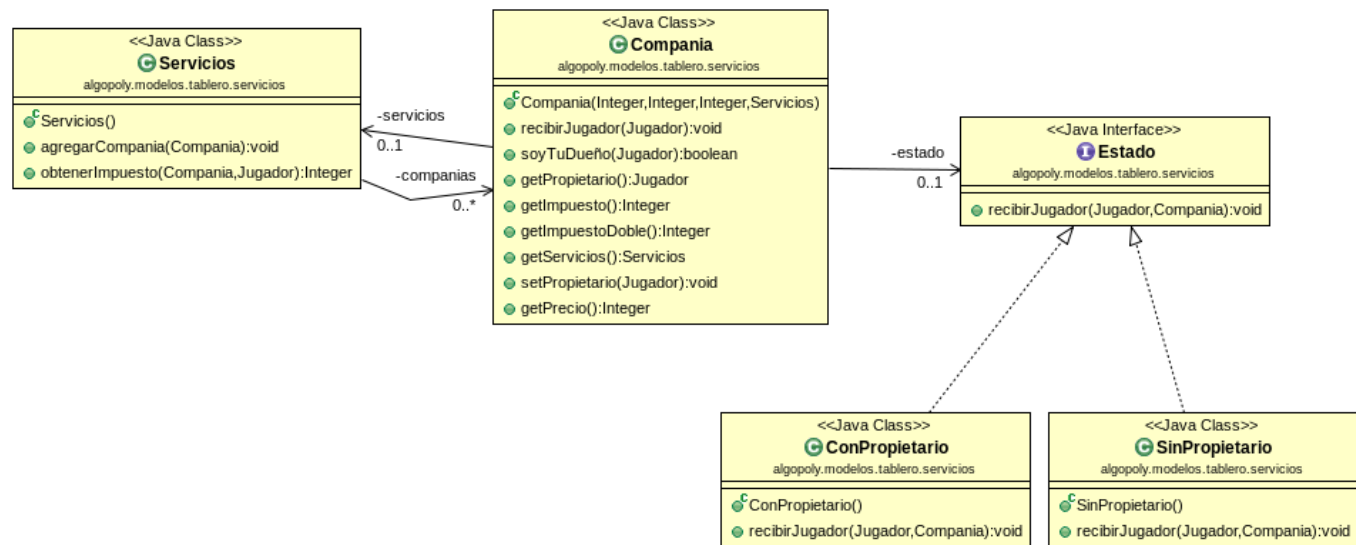 <<Java Class>>
Servicios
algopoly.modelos.tablero.servicios
Servicios()
agregarCompania(Compania):void
obtenerImpuesto(Compania,Jugador):Integer
-servicios
0..1
-companias
0..*
<<Java Class>>
Compania
algopoly.modelos.tablero.servicios
Compania(Integer,Integer,Integer,Servicios)
recibirJugador(Jugador):void
soyTuDueño(Jugador):boolean
getPropietario():Jugador
getImpuesto():Integer
getImpuestoDoble():Integer
getServicios():Servicios
setPropietario(Jugador):void
getPrecio():Integer
-estado
0..1
<<Java Interface>>
Estado
algopoly.modelos.tablero.servicios
recibirJugador(Jugador,Compania):void
<<Java Class>>
ConPropietario
algopoly.modelos.tablero.servicios
ConPropietario()
recibirJugador(Jugador,Compania):void
<<Java Class>>
SinPropietario
algopoly.modelos.tablero.servicios
SinPropietario()
recibirJugador(Jugador,Compania):void